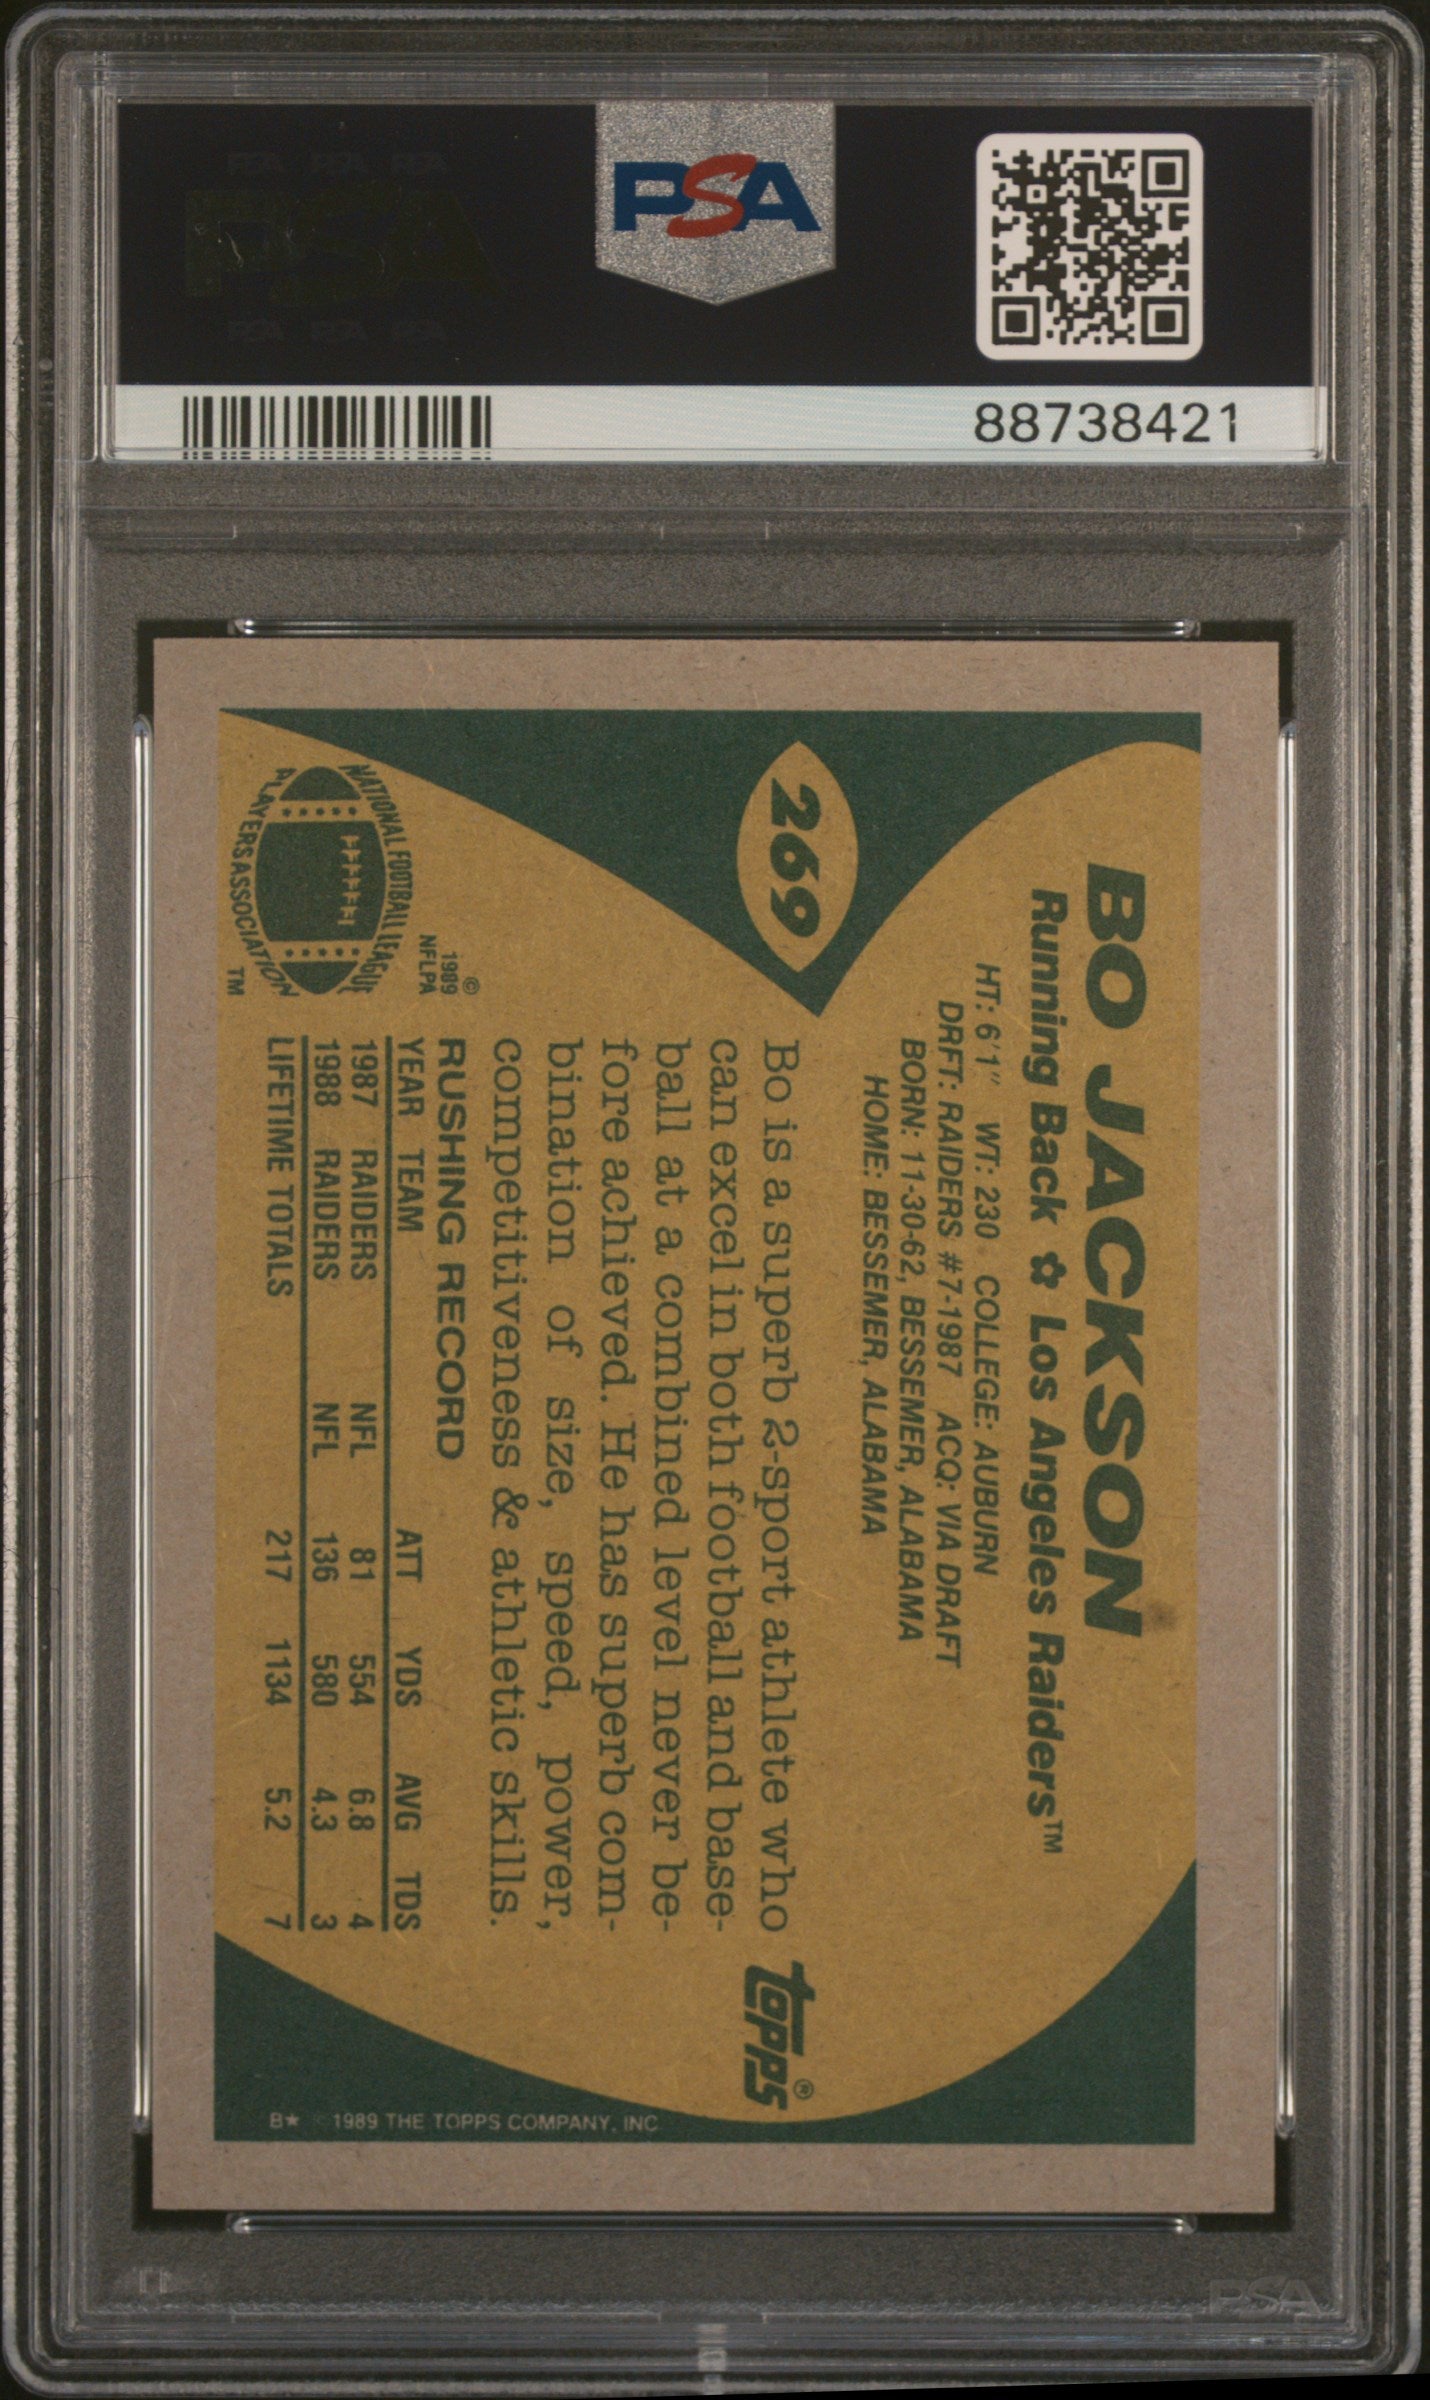 PSA
88738421
269
BO JACKSON
Running Back ✿ Los Angeles Raiders™
HT: 6'1" WT: 230 COLLEGE: AUBURN
DRFT: RAIDERS #7-1987 ACQ: VIA DRAFT
BORN: 11-30-62, BESSEMER, ALABAMA
HOME: BESSEMER, ALABAMA
Bo is a superb 2-sport athlete who
can excel in both football and base-
ball at a combined level never be-
fore achieved. He has superb com-
bination of size, speed, power,
competitiveness & athletic skills.
topps®
RUSHING RECORD
YEAR TEAM ATT YDS AVG TDS
1987 RAIDERS NFL 81 554 6.8 4
1988 RAIDERS NFL 136 580 4.3 3
LIFETIME TOTALS 217 1134 5.2 7
©
1989
NFLPA
NATIONAL FOOTBALL LEAGUE
PLAYERS ASSOCIATION
TM
B★ © 1989 THE TOPPS COMPANY, INC
PSA